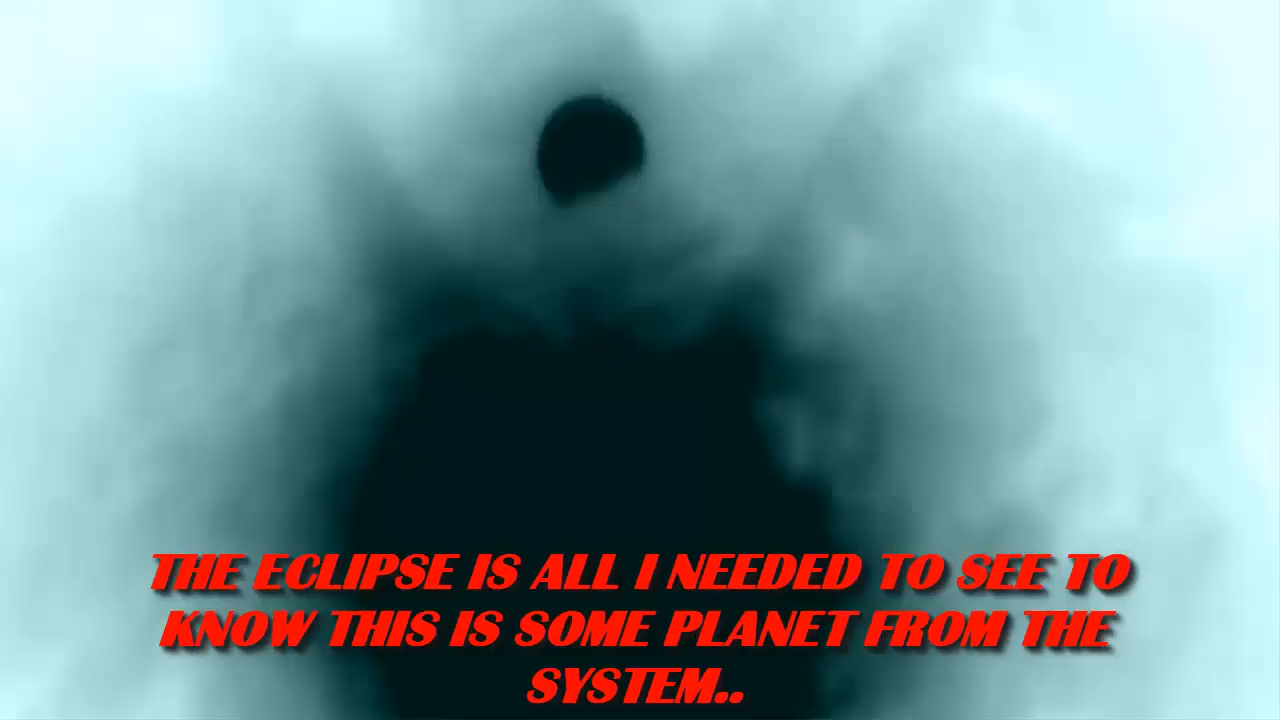 THE ECLIPSE IS ALL I NEEDED TO SEE TO
KNOW THIS IS SOME PLANET FROM THE
SYSTEM..